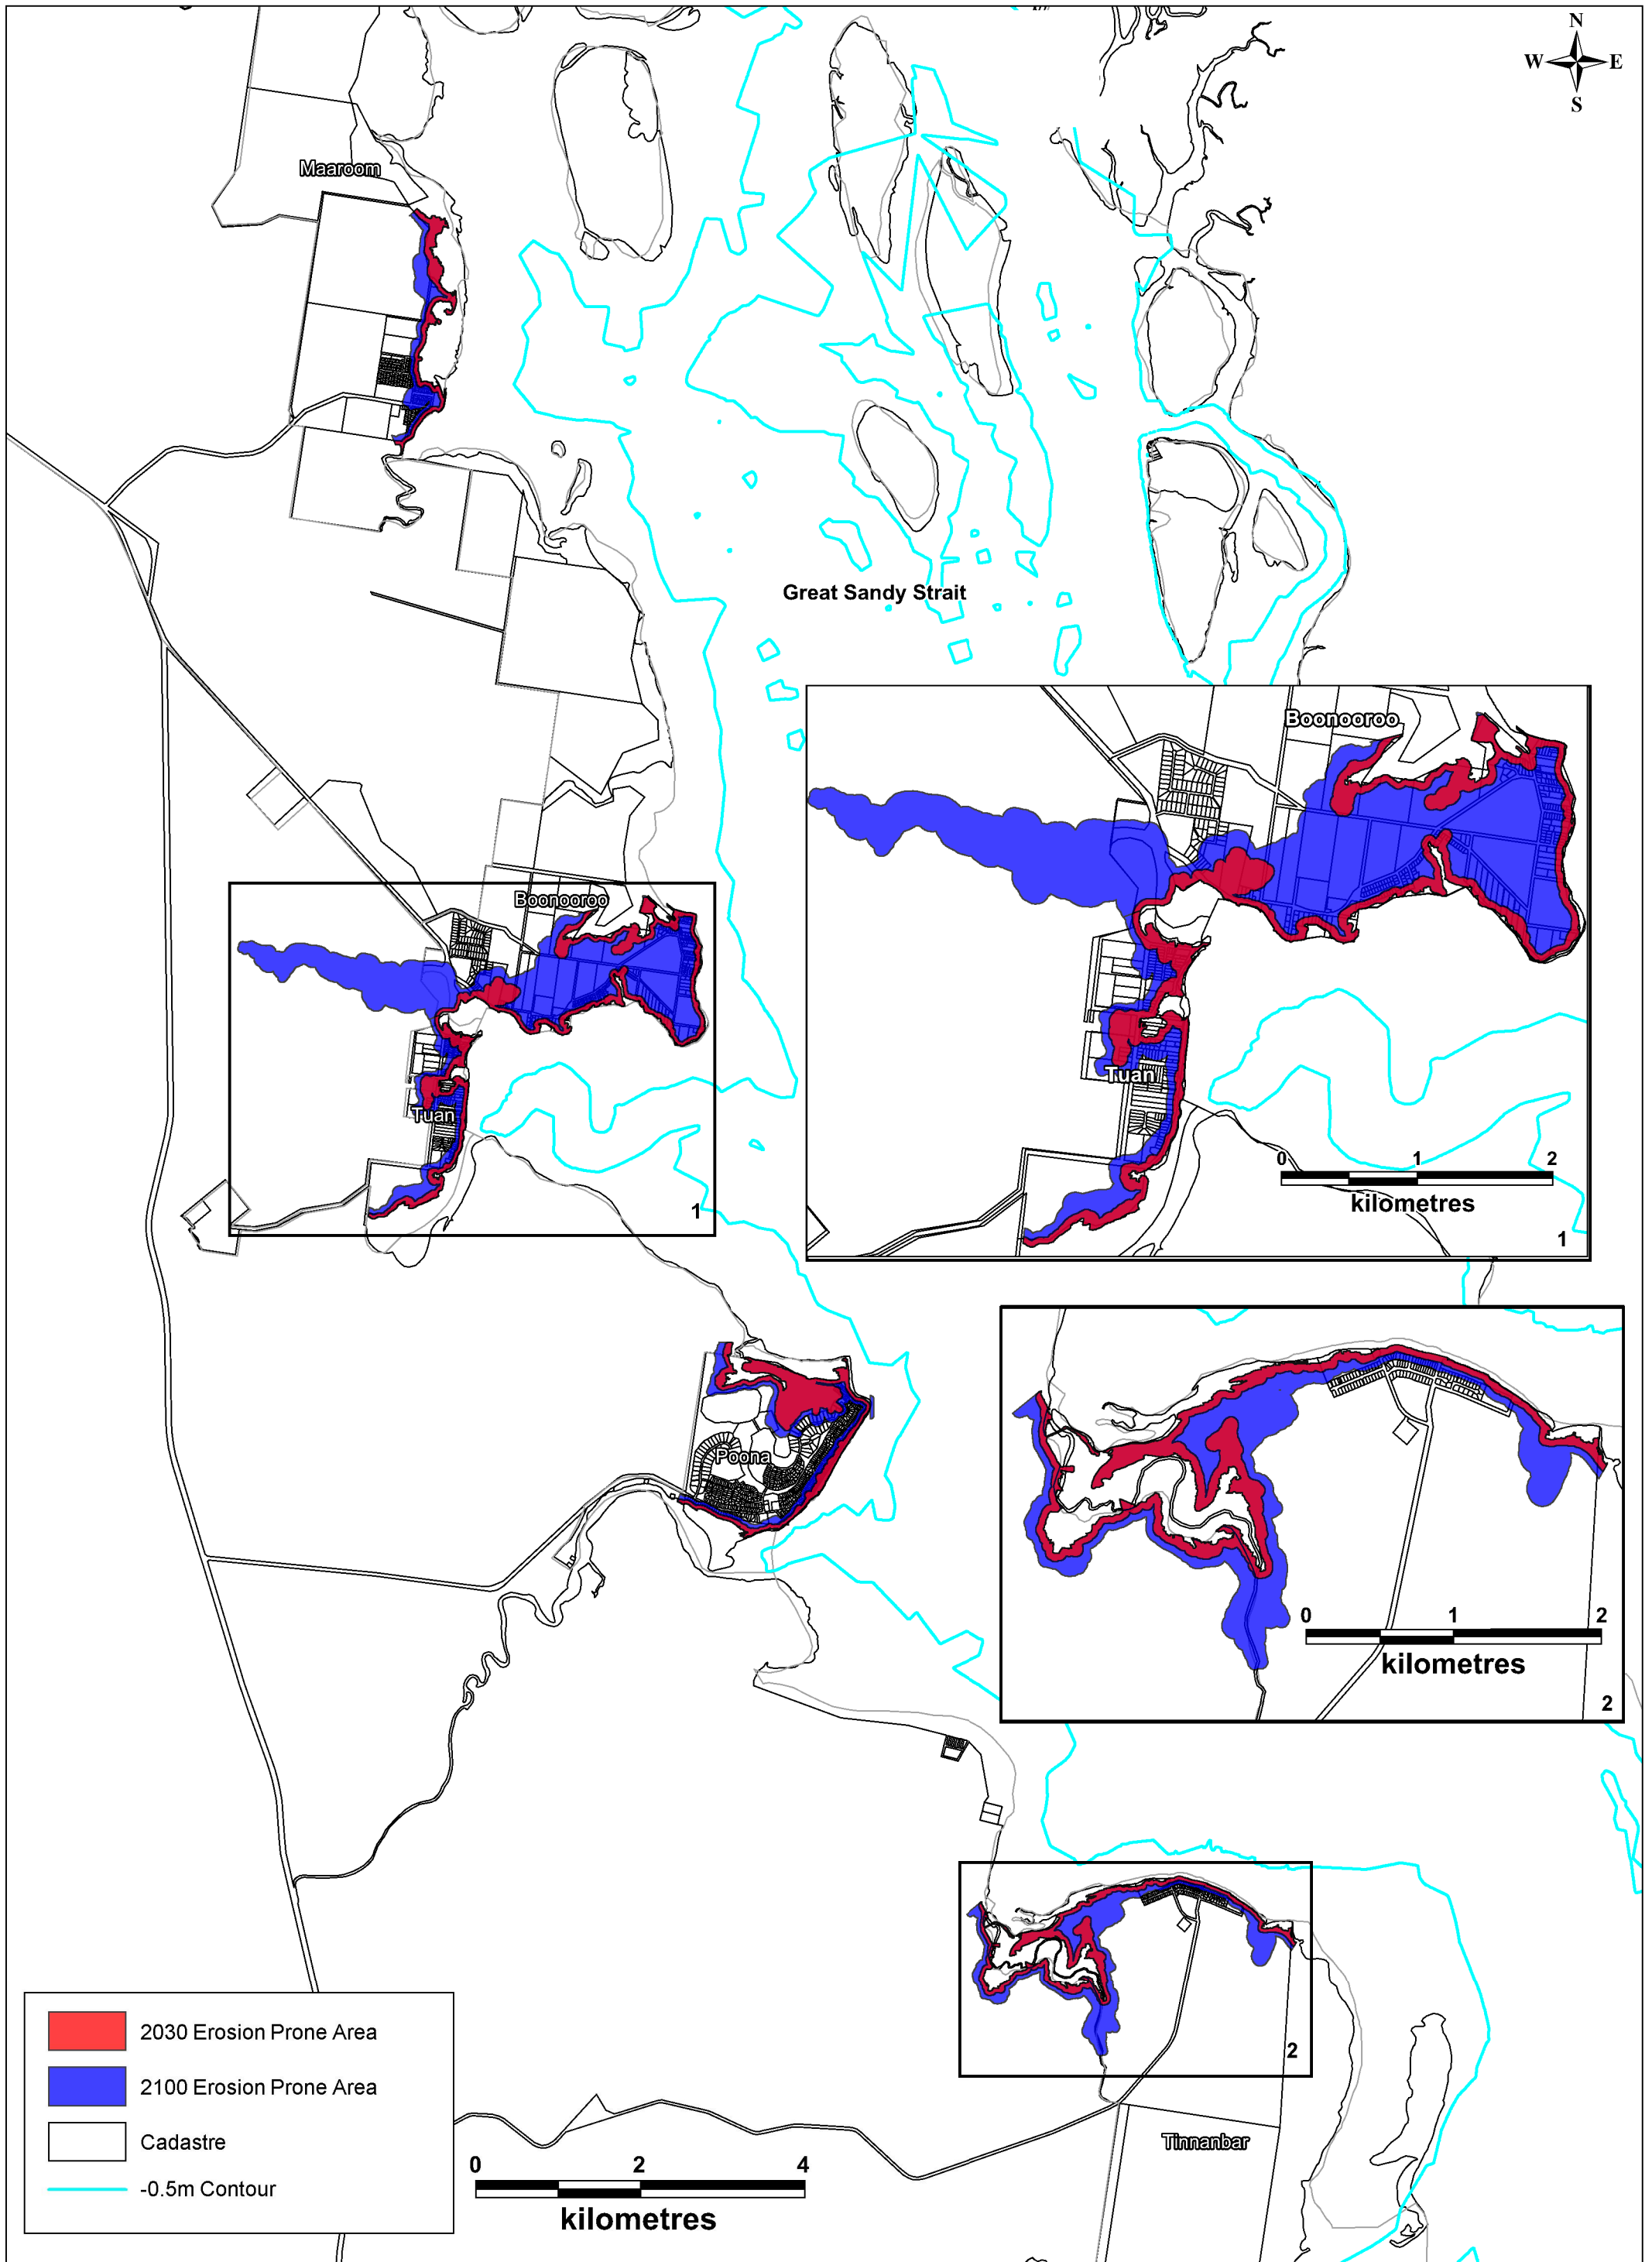 N
W E
S
Maaroom
Great Sandy Strait
Boonooroo
Tuan
0 1 2
kilometres
1
Boonooroo
Tuan
1
Poona
0 1 2
kilometres
2
2
Tinnanbar
2030 Erosion Prone Area
2100 Erosion Prone Area
Cadastre
-0.5m Contour
0 2 4
kilometres